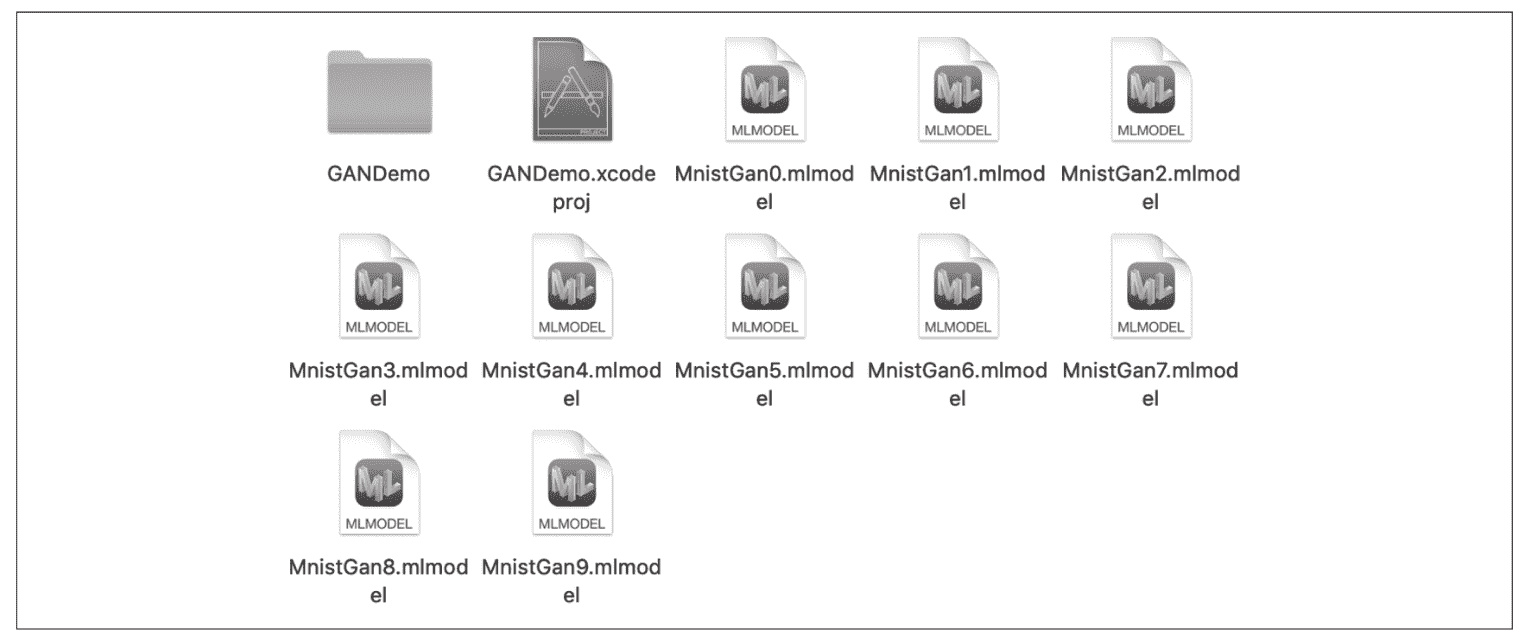 PROJECT
MLMODEL
MLMODEL
MLMODEL
GANDemo
GANDemo.xcode
proj
MnistGan0.mlmod
el
MnistGan1.mlmod
el
MnistGan2.mlmod
el
MLMODEL
MLMODEL
MLMODEL
MLMODEL
MLMODEL
MnistGan3.mlmod
el
MnistGan4.mlmod
el
MnistGan5.mlmod
el
MnistGan6.mlmod
el
MnistGan7.mlmod
el
MLMODEL
MLMODEL
MnistGan8.mlmod
el
MnistGan9.mlmod
el